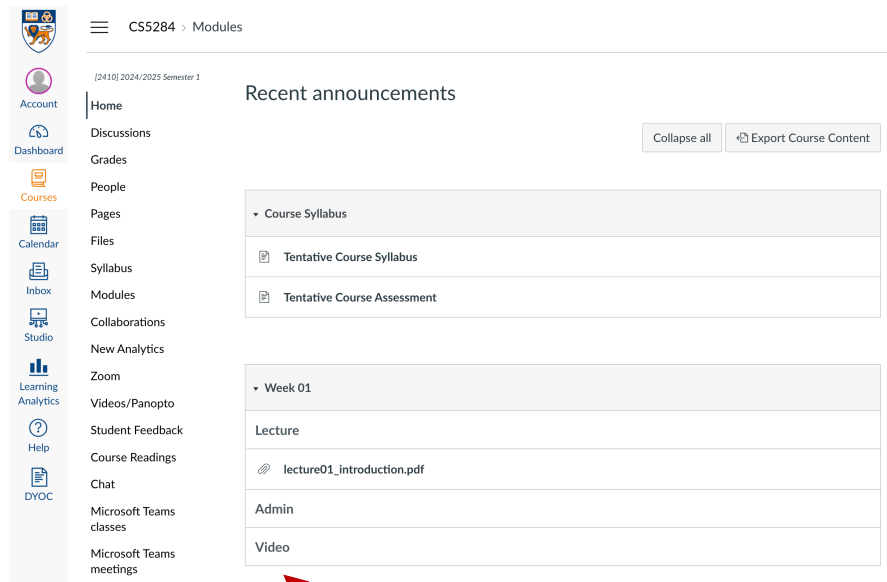 CS5284 › Modules
[2410] 2024/2025 Semester 1
Account
Dashboard
Courses
Calendar
Inbox
Studio
Learning
Analytics
Help
DYOC
Home
Discussions
Grades
People
Pages
Files
Syllabus
Modules
Collaborations
New Analytics
Zoom
Videos/Panopto
Student Feedback
Course Readings
Chat
Microsoft Teams
classes
Microsoft Teams
meetings
Recent announcements
Collapse all
Export Course Content
Course Syllabus
Tentative Course Syllabus
Tentative Course Assessment
Week 01
Lecture
lecture01_introduction.pdf
Admin
Video